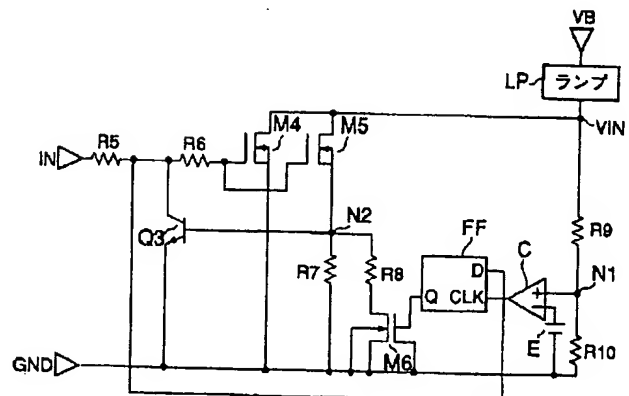 VB
LP ランプ
VIN
M4
M5
IN
R5
R6
Q3
N2
FF
R9
C
R7
R8
D
Q
CLK
+
−
N1
E
R10
M6
GND